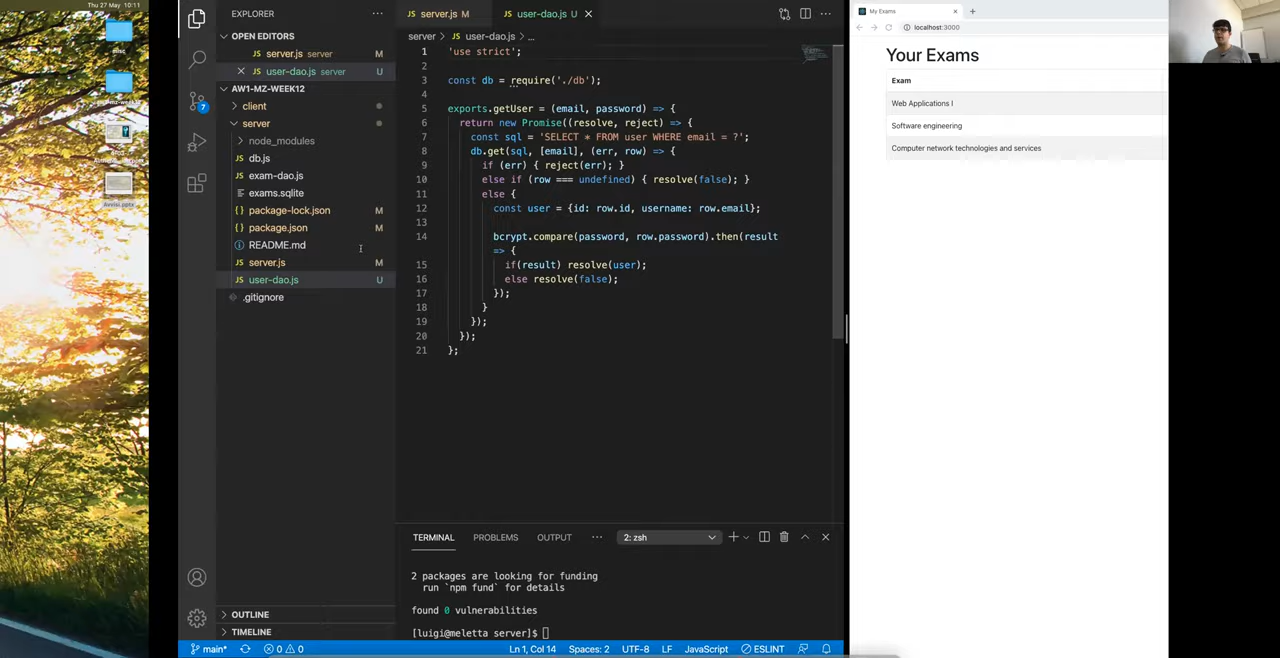 Thu 27 May 10:11
misc
EXPLORER
OPEN EDITORS
JS server.js server M
JS user-dao.js server U
AW1-MZ-WEEK12
client
server
node_modules
JS db.js
JS exam-dao.js
exams.sqlite
{} package-lock.json M
{} package.json M
README.md
JS server.js M
JS user-dao.js U
.gitignore
OUTLINE
TIMELINE
7
JS server.js M
JS user-dao.js U
server > JS user-dao.js > ...
1 'use strict';
2
3 const db = require('./db');
4
5 exports.getUser = (email, password) => {
6 return new Promise((resolve, reject) => {
7 const sql = 'SELECT * FROM user WHERE email = ?';
8 db.get(sql, [email], (err, row) => {
9 if (err) { reject(err); }
10 else if (row === undefined) { resolve(false); }
11 else {
12 const user = {id: row.id, username: row.email};
13
14 bcrypt.compare(password, row.password).then(result
=> {
15 if(result) resolve(user);
16 else resolve(false);
17 });
18 }
19 });
20 });
21 };
TERMINAL PROBLEMS OUTPUT ... 2: zsh
2 packages are looking for funding
run `npm fund` for details
found 0 vulnerabilities
[luigi@meletta server]$
main* 0 0 Ln 1, Col 14 Spaces: 2 UTF-8 LF JavaScript ESLINT
My Exams
localhost:3000
Your Exams
Exam
Web Applications I
Software engineering
Computer network technologies and services